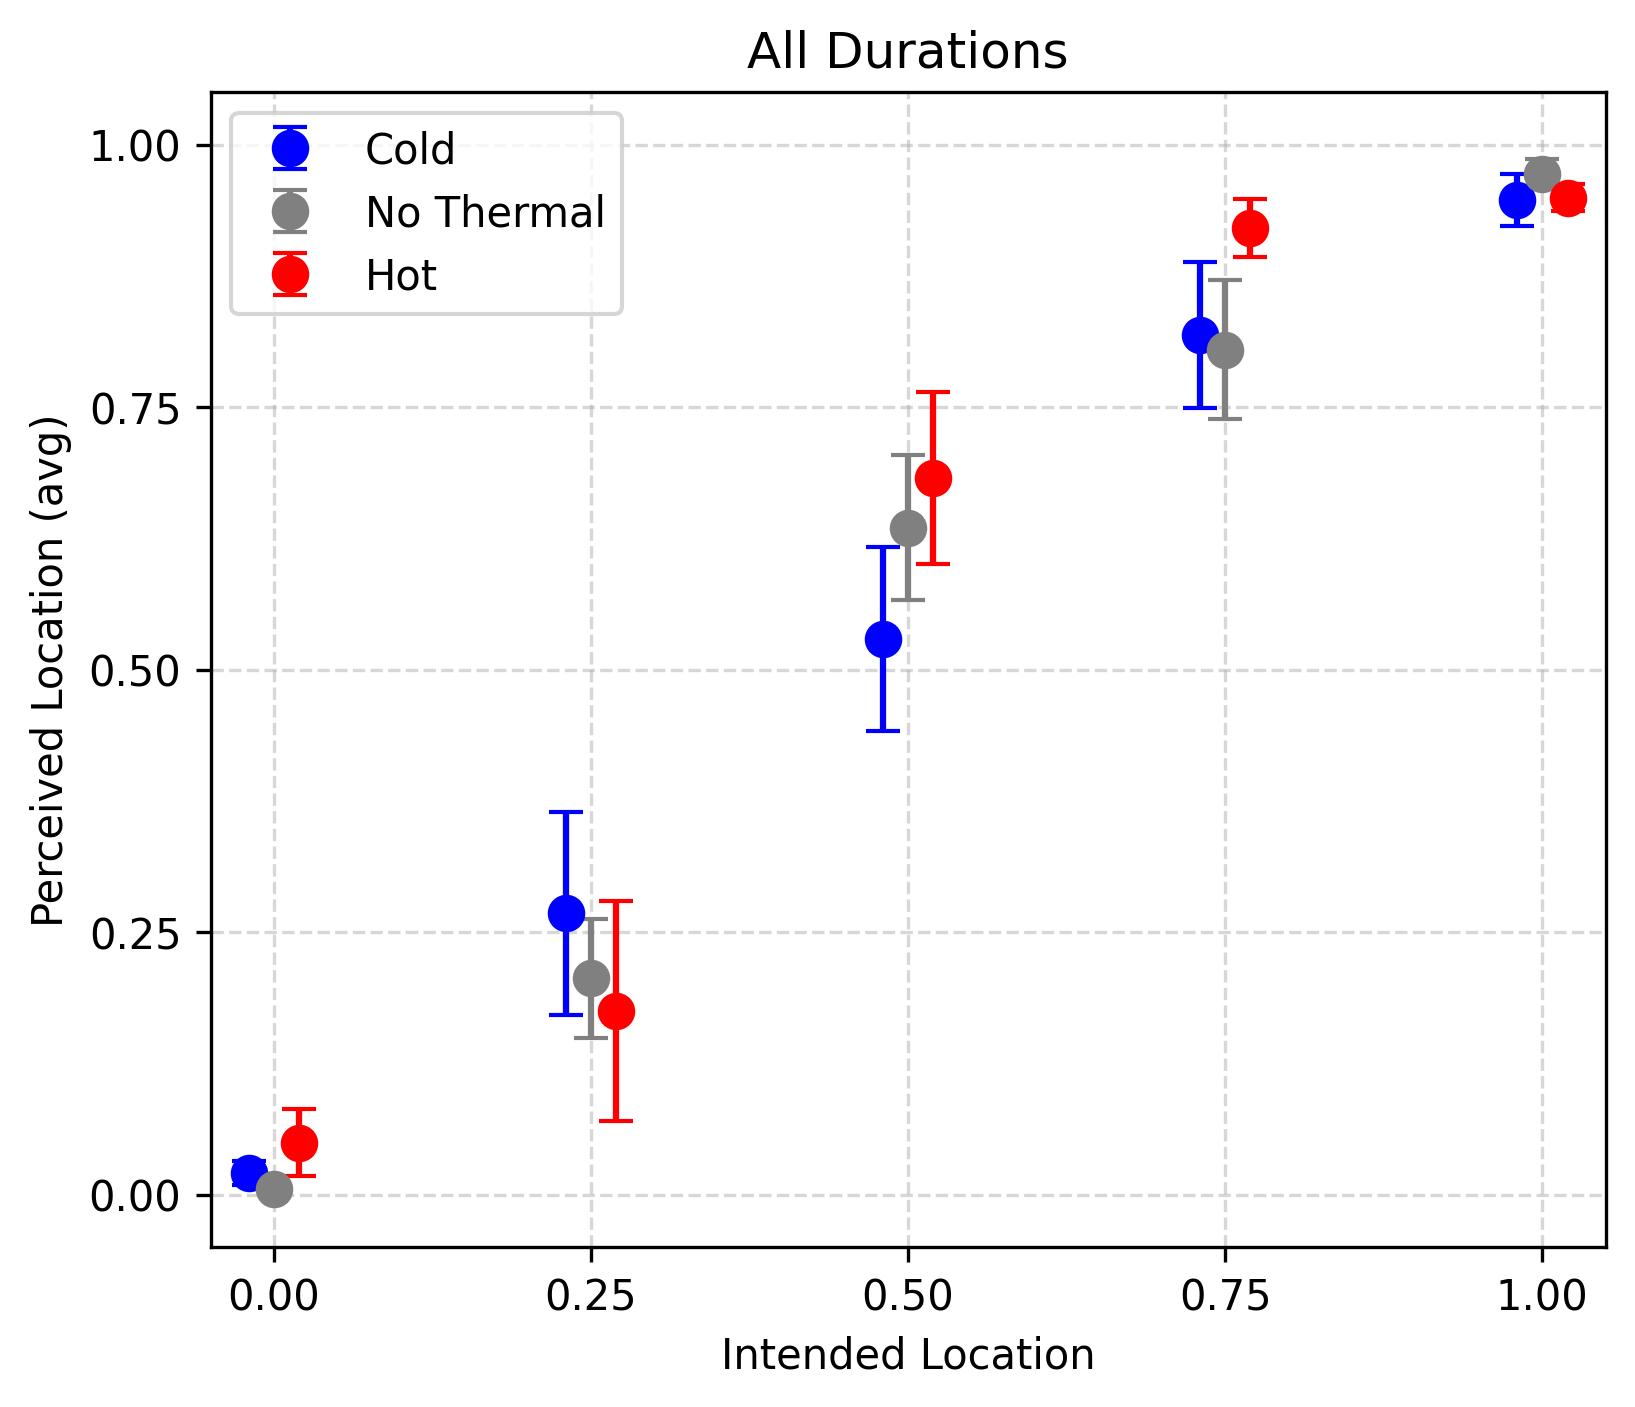 All Durations
Cold
No Thermal
Hot
1.00
0.75
0.50
0.25
0.00
Perceived Location (avg)
0.00 0.25 0.50 0.75 1.00
Intended Location